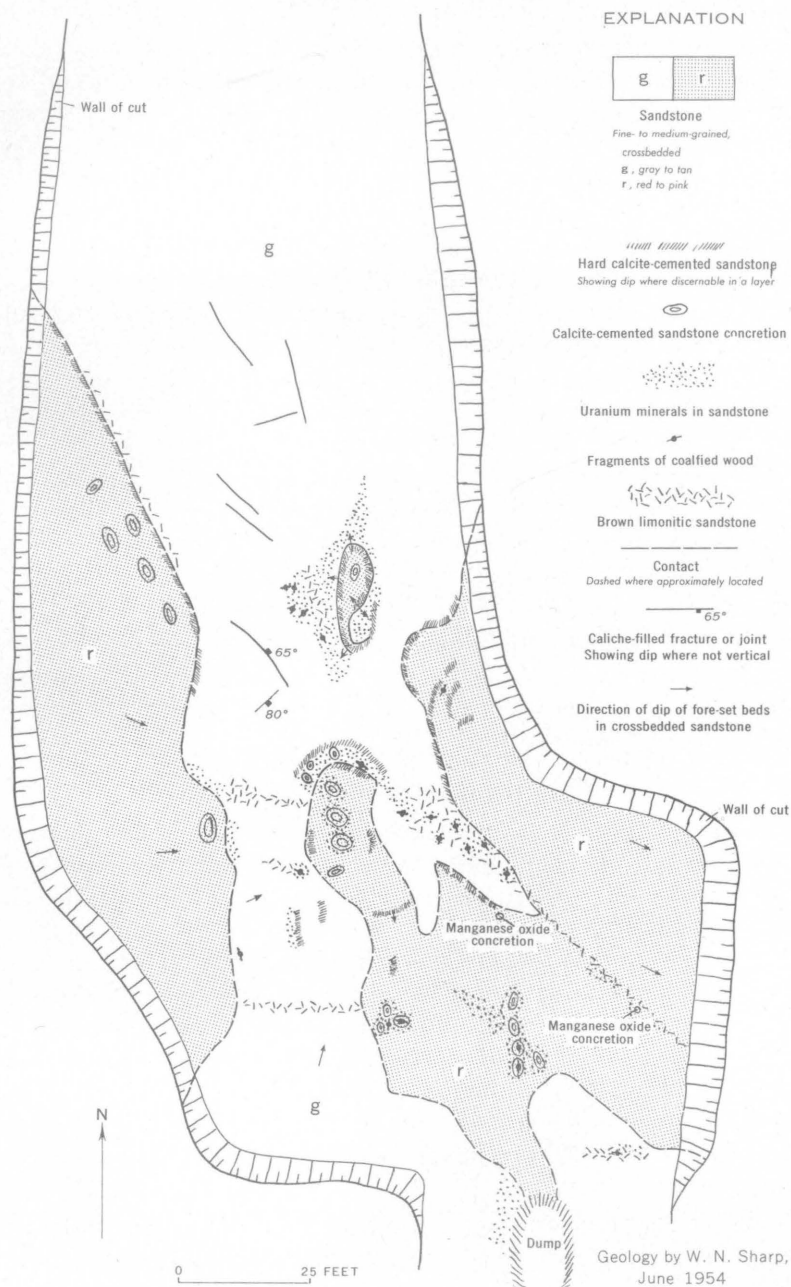 EXPLANATION
g r
Sandstone
Fine- to medium-grained,
crossbedded
g, gray to tan
r, red to pink
Hard calcite-cemented sandstone
Showing dip where discernable in a layer
Calcite-cemented sandstone concretion
Uranium minerals in sandstone
Fragments of coalfied wood
Brown limonitic sandstone
Contact
Dashed where approximately located
65°
Caliche-filled fracture or joint
Showing dip where not vertical
Direction of dip of fore-set beds
in crossbedded sandstone
Wall of cut
g
r
65°
80°
Wall of cut
r
Manganese oxide
concretion
Manganese oxide
concretion
r
g
N
Dump
0 25 FEET
Geology by W. N. Sharp,
June 1954